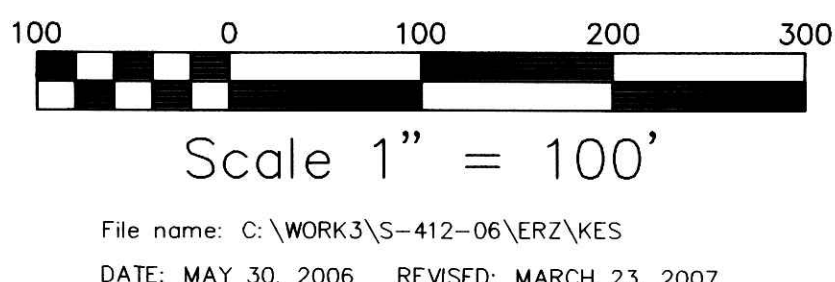 100 0 100 200 300
Scale 1" = 100'
File name: C:\WORK3\S-412-06\ERZ\KES
DATE: MAY 30, 2006 REVISED: MARCH 23, 2007